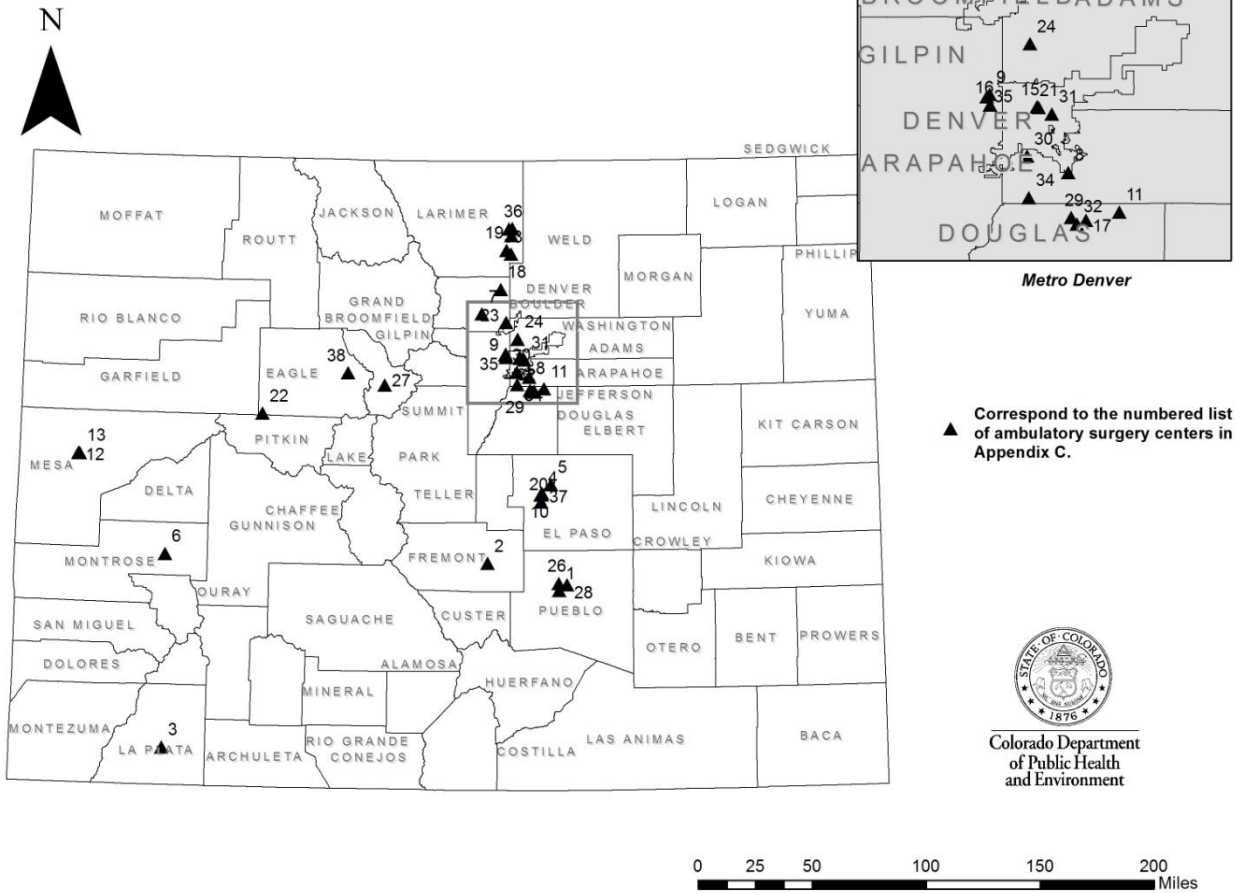 N
BROOMFIELD ADAMS
24
GILPIN
9
16
35
15 21 31
DENVER
30
8
ARAPAHOE
34
29 32 11
17
DOUGLAS
Metro Denver
SEDGWICK
MOFFAT
ROUTT
JACKSON
LARIMER
36
19
WELD
LOGAN
18
MORGAN
PHILLIP
YUMA
RIO BLANCO
GRAND
BROOMFIELD
GILPIN
7
DENVER
BOULDER
23
24
WASHINGTON
9
31
ADAMS
35
8
ARAPAHOE
11
JEFFERSON
29
GARFIELD
EAGLE
38
27
22
SUMMIT
DOUGLAS
ELBERT
KIT CARSON
13
12
MESA
PITKIN
LAKE
PARK
DELTA
TELLER
5
4
20
37
10
EL PASO
LINCOLN
CHEYENNE
CHAFFEE
GUNNISON
CROWLEY
6
MONTROSE
FREMONT
2
KIOWA
OURAY
26 1
28
PUEBLO
SAN MIGUEL
SAGUACHE
CUSTER
OTERO
BENT
PROWERS
DOLORES
ALAMOSA
MINERAL
HUERFANO
MONTEZUMA
3
LA PLATA
ARCHULETA
RIO GRANDE
CONEJOS
COSTILLA
LAS ANIMAS
BACA
Correspond to the numbered list
of ambulatory surgery centers in
Appendix C.
STATE OF COLORADO
1876
Colorado Department
of Public Health
and Environment
0 25 50 100 150 200
Miles